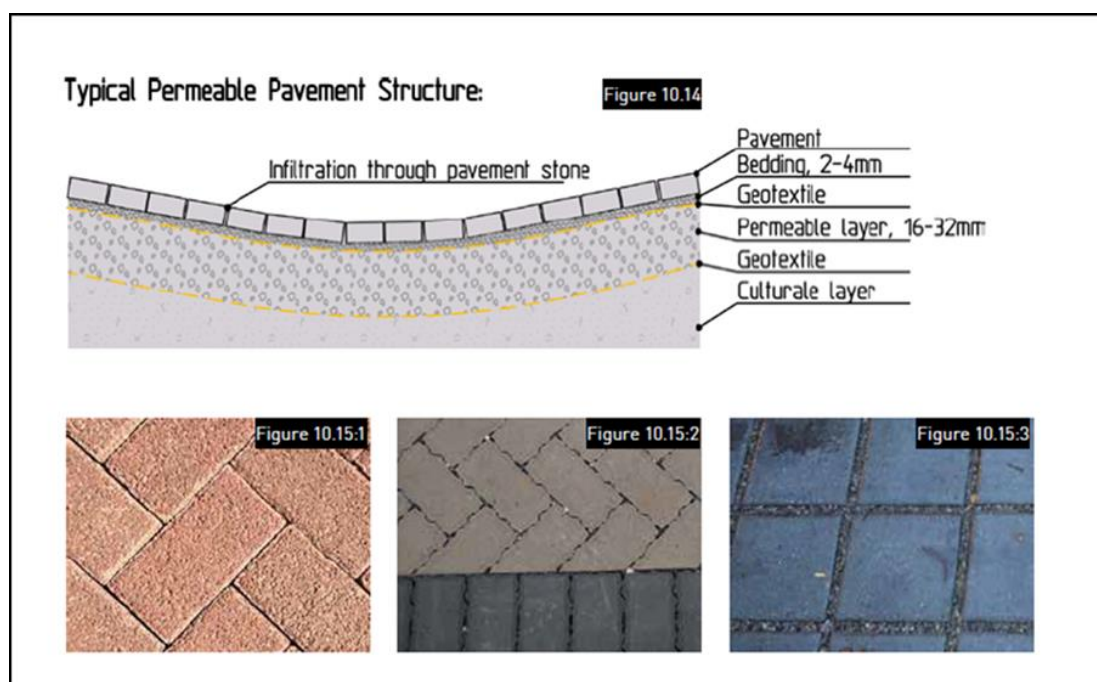 Typical Permeable Pavement Structure:
Figure 10.14
Infiltration through pavement stone
Pavement
Bedding, 2-4mm
Geotextile
Permeable layer, 16-32mm
Geotextile
Culturale layer
Figure 10.15:1
Figure 10.15:2
Figure 10.15:3